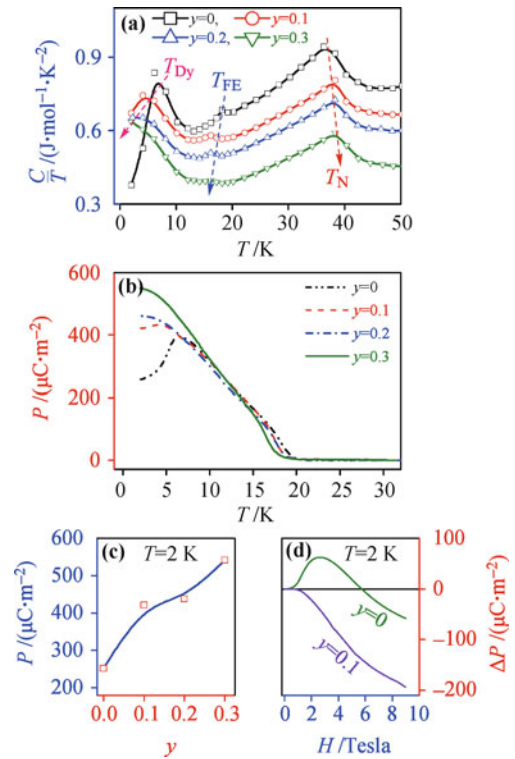 (a) y=0, y=0.1
y=0.2, y=0.3
T_Dy T_FE T_N
C/T /(J·mol⁻¹·K⁻²)
0.9
0.6
0.3
0 10 20 30 40 50
T /K
(b)
y=0
y=0.1
y=0.2
y=0.3
P /(μC·m⁻²)
600
400
200
0
0 5 10 15 20 25 30
T /K
(c) T=2 K
P /(μC·m⁻²)
600
500
400
300
200
0.0 0.1 0.2 0.3
y
(d) T=2 K
y=0
y=0.1
100
0
−100
−200
ΔP /(μC·m⁻²)
0 2 4 6 8 10
H /Tesla